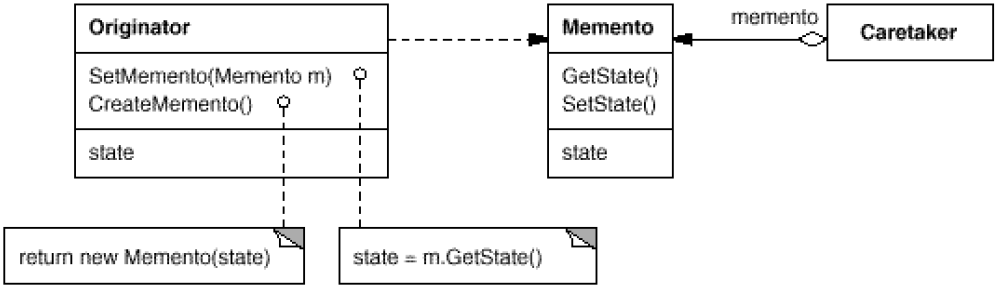 Originator
SetMemento(Memento m)
CreateMemento()
state
return new Memento(state)
state = m.GetState()
Memento
GetState()
SetState()
state
memento
Caretaker